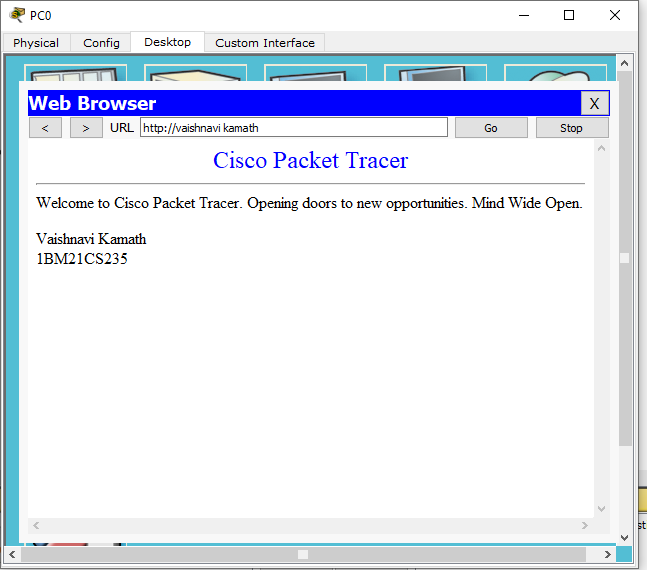 PC0
Physical Config Desktop Custom Interface
Web Browser X
< > URL http://vaishnavi kamath Go Stop
Cisco Packet Tracer
Welcome to Cisco Packet Tracer. Opening doors to new opportunities. Mind Wide Open.
Vaishnavi Kamath
1BM21CS235
st